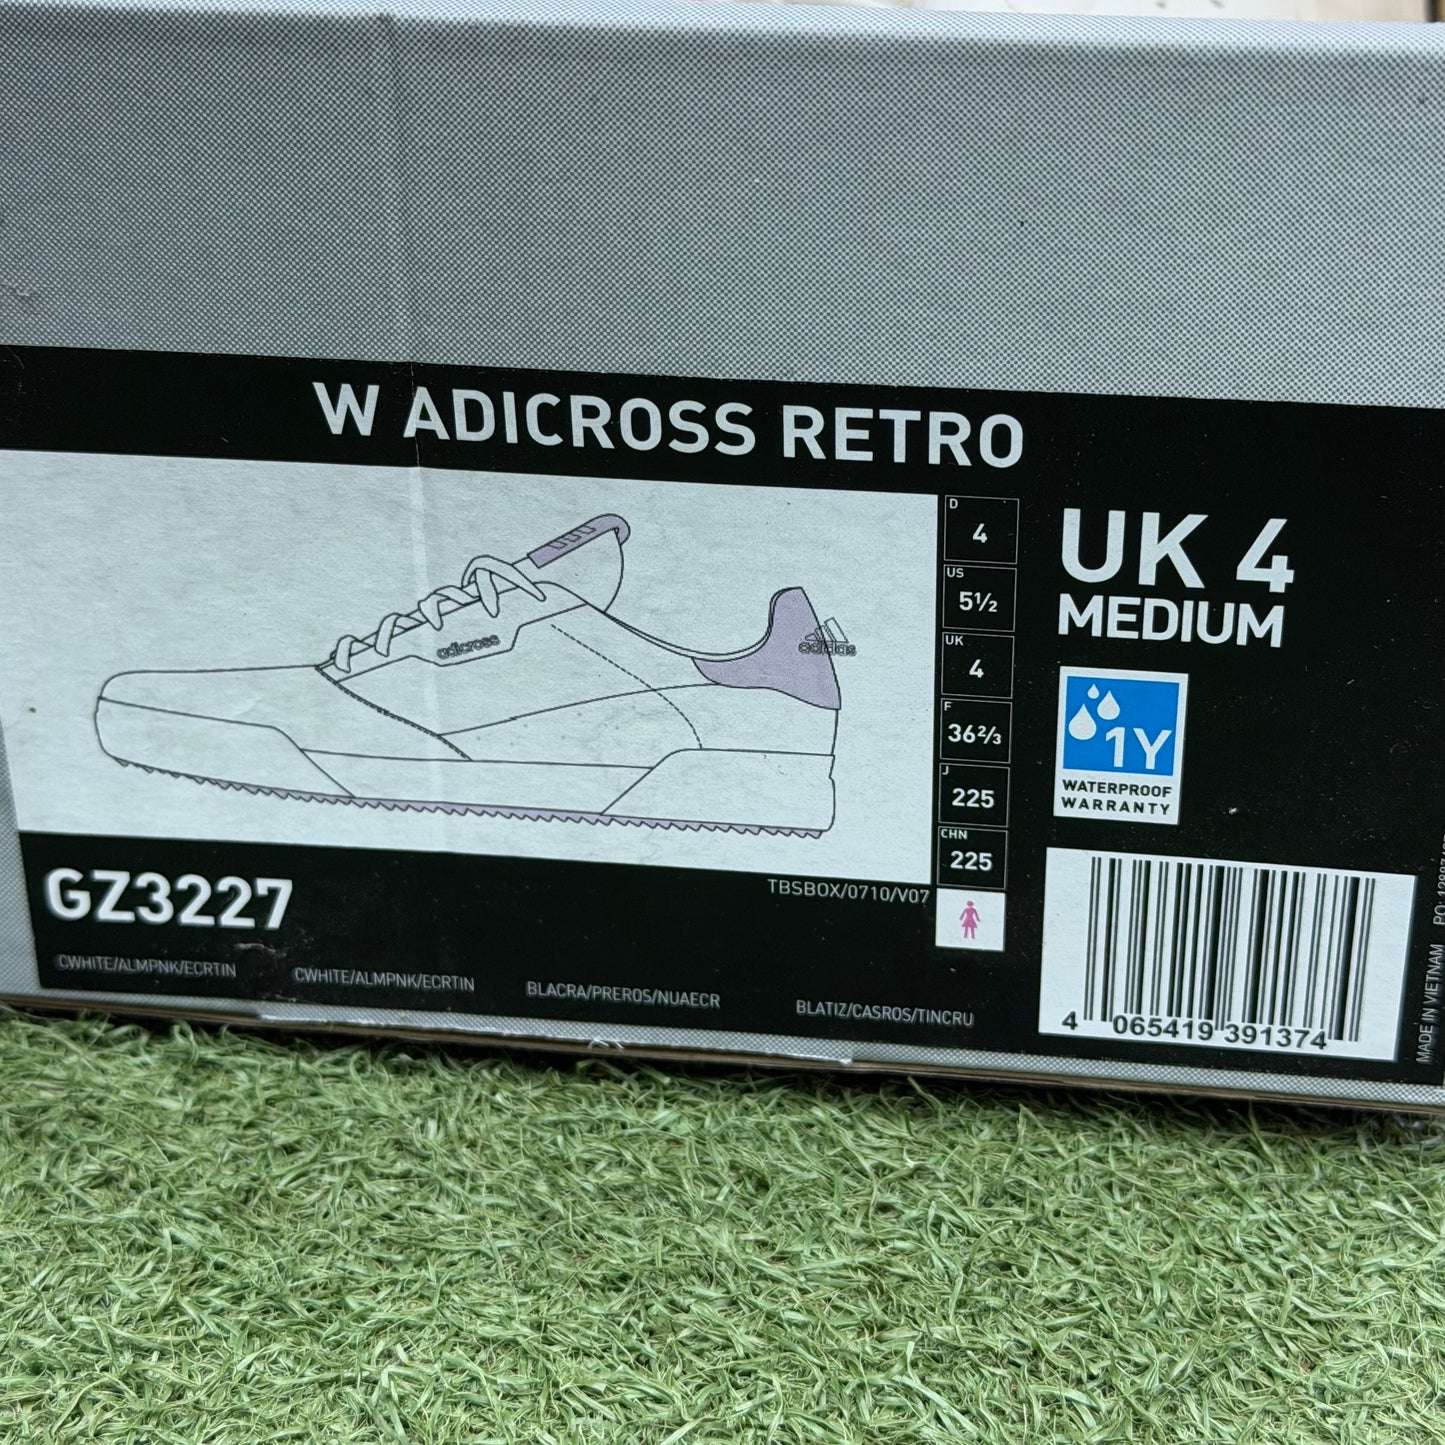 W ADICROSS RETRO
adicross
adidas
D
4
US
5½
UK
4
F
36⅔
J
225
CHN
225
UK 4
MEDIUM
1Y
WATERPROOF
WARRANTY
TBSBOX/0710/V07
GZ3227
CWHITE/ALMPNK/ECRTIN
CWHITE/ALMPNK/ECRTIN
BLACRA/PREROS/NUAECR
BLATIZ/CASROS/TINCRU
4 065419 391374
MADE IN VIETNAM PO: